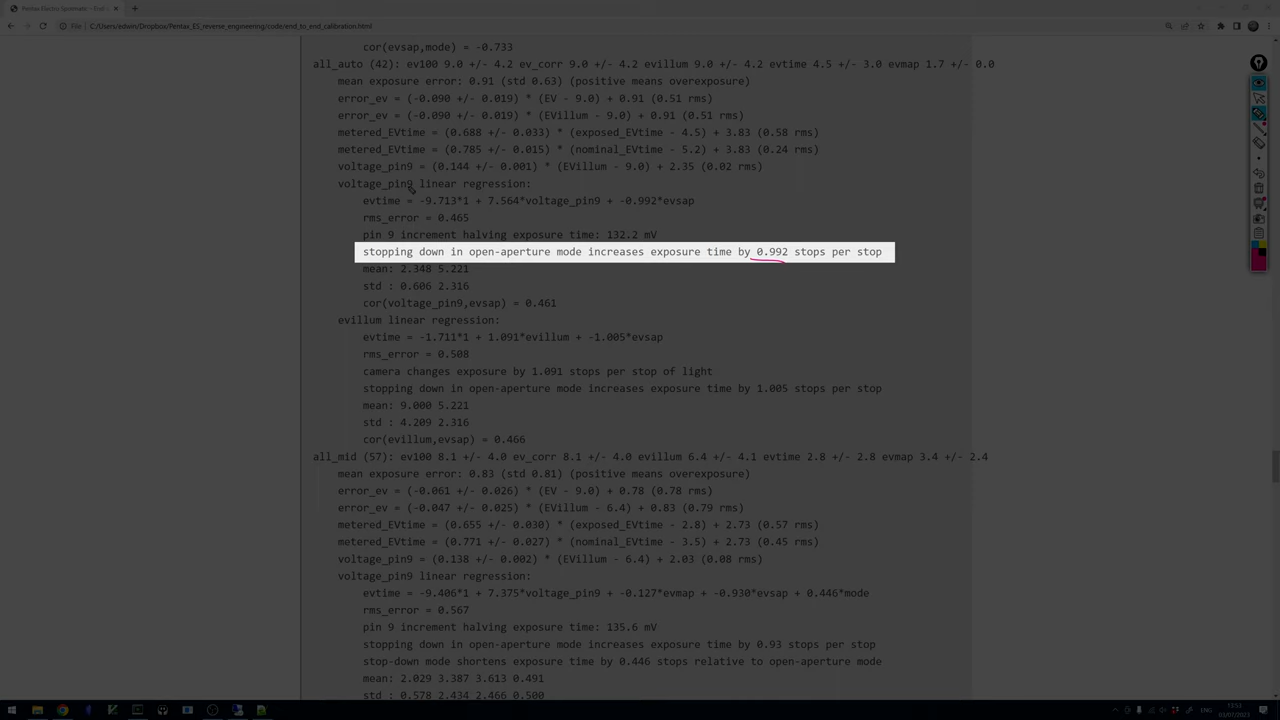 Pentax Electro Spotmatic - End-t
File
C:/Users/edwin/Dropbox/Pentax_ES_reverse_engineering/code/end_to_end_calibration.html
cor(evsap,mode) = -0.733
all_auto (42): ev100 9.0 +/- 4.2 ev_corr 9.0 +/- 4.2 evillum 9.0 +/- 4.2 evtime 4.5 +/- 3.0 evmap 1.7 +/- 0.0
mean exposure error: 0.91 (std 0.63) (positive means overexposure)
error_ev = (-0.090 +/- 0.019) * (EV - 9.0) + 0.91 (0.51 rms)
error_ev = (-0.090 +/- 0.019) * (EVillum - 9.0) + 0.91 (0.51 rms)
metered_EVtime = (0.688 +/- 0.033) * (exposed_EVtime - 4.5) + 3.83 (0.58 rms)
metered_EVtime = (0.785 +/- 0.015) * (nominal_EVtime - 5.2) + 3.83 (0.24 rms)
voltage_pin9 = (0.144 +/- 0.001) * (EVillum - 9.0) + 2.35 (0.02 rms)
voltage_pin9 linear regression:
evtime = -9.713*1 + 7.564*voltage_pin9 + -0.992*evsap
rms_error = 0.465
pin 9 increment halving exposure time: 132.2 mV
stopping down in open-aperture mode increases exposure time by 0.992 stops per stop
mean: 2.348 5.221
std : 0.606 2.316
cor(voltage_pin9,evsap) = 0.461
evillum linear regression:
evtime = -1.711*1 + 1.091*evillum + -1.005*evsap
rms_error = 0.508
camera changes exposure by 1.091 stops per stop of light
stopping down in open-aperture mode increases exposure time by 1.005 stops per stop
mean: 9.000 5.221
std : 4.209 2.316
cor(evillum,evsap) = 0.466
all_mid (57): ev100 8.1 +/- 4.0 ev_corr 8.1 +/- 4.0 evillum 6.4 +/- 4.1 evtime 2.8 +/- 2.8 evmap 3.4 +/- 2.4
mean exposure error: 0.83 (std 0.81) (positive means overexposure)
error_ev = (-0.061 +/- 0.026) * (EV - 9.0) + 0.78 (0.78 rms)
error_ev = (-0.047 +/- 0.025) * (EVillum - 6.4) + 0.83 (0.79 rms)
metered_EVtime = (0.655 +/- 0.030) * (exposed_EVtime - 2.8) + 2.73 (0.57 rms)
metered_EVtime = (0.771 +/- 0.027) * (nominal_EVtime - 3.5) + 2.73 (0.45 rms)
voltage_pin9 = (0.138 +/- 0.002) * (EVillum - 6.4) + 2.03 (0.08 rms)
voltage_pin9 linear regression:
evtime = -9.406*1 + 7.375*voltage_pin9 + -0.127*evmap + -0.930*evsap + 0.446*mode
rms_error = 0.567
pin 9 increment halving exposure time: 135.6 mV
stopping down in open-aperture mode increases exposure time by 0.93 stops per stop
stop-down mode shortens exposure time by 0.446 stops relative to open-aperture mode
mean: 2.029 3.387 3.613 0.491
std : 0.578 2.434 2.466 0.500
ENG
13:53
03/07/2023